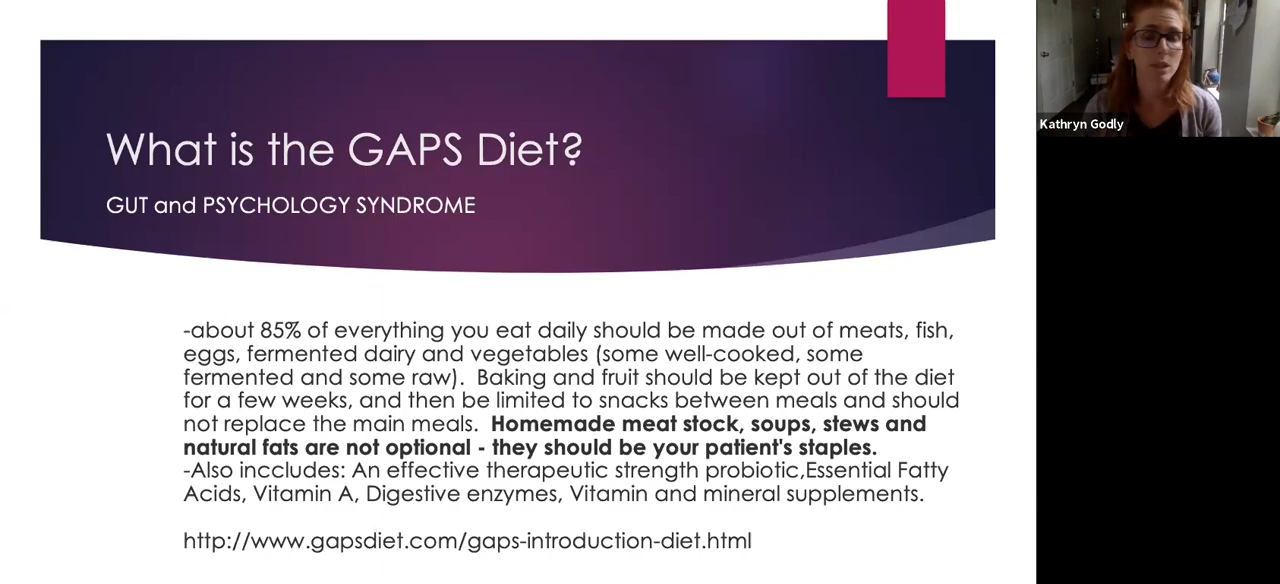 What is the GAPS Diet?
GUT and PSYCHOLOGY SYNDROME
-about 85% of everything you eat daily should be made out of meats, fish,
eggs, fermented dairy and vegetables (some well-cooked, some
fermented and some raw).  Baking and fruit should be kept out of the diet
for a few weeks, and then be limited to snacks between meals and should
not replace the main meals.  Homemade meat stock, soups, stews and
natural fats are not optional - they should be your patient's staples.
-Also inccludes: An effective therapeutic strength probiotic,Essential Fatty
Acids, Vitamin A, Digestive enzymes, Vitamin and mineral supplements.
http://www.gapsdiet.com/gaps-introduction-diet.html
Kathryn Godly